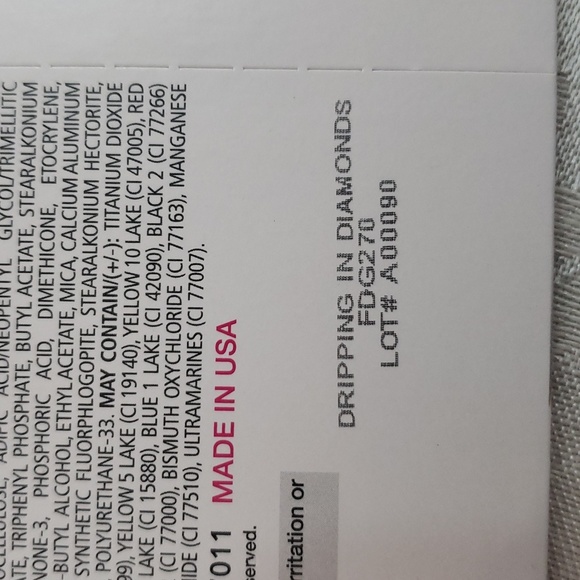 OCELLULOSE, ADIPIC ACID/NEOPENTYL GLYCOL/TRIMELLITIC
ATE, TRIPHENYL PHOSPHATE, BUTYL ACETATE, STEARALKONIUM
NONE-3, PHOSPHORIC ACID, DIMETHICONE, ETOCRYLENE,
-BUTYL ALCOHOL, ETHYL ACETATE, MICA, CALCIUM ALUMINUM
SYNTHETIC FLUORPHLOGOPITE, STEARALKONIUM HECTORITE,
POLYURETHANE-33. MAY CONTAIN(+/-): TITANIUM DIOXIDE
99), YELLOW 5 LAKE (CI 19140), YELLOW 10 LAKE (CI 47005), RED
LAKE (CI 15880), BLUE 1 LAKE (CI 42090), BLACK 2 (CI 77266)
(CI 77000), BISMUTH OXYCHLORIDE (CI 77163), MANGANESE
IDE (CI 77510), ULTRAMARINES (CI 77007).
011 MADE IN USA
served.
rritation or
DRIPPING IN DIAMONDS
FDG270
LOT# A00090